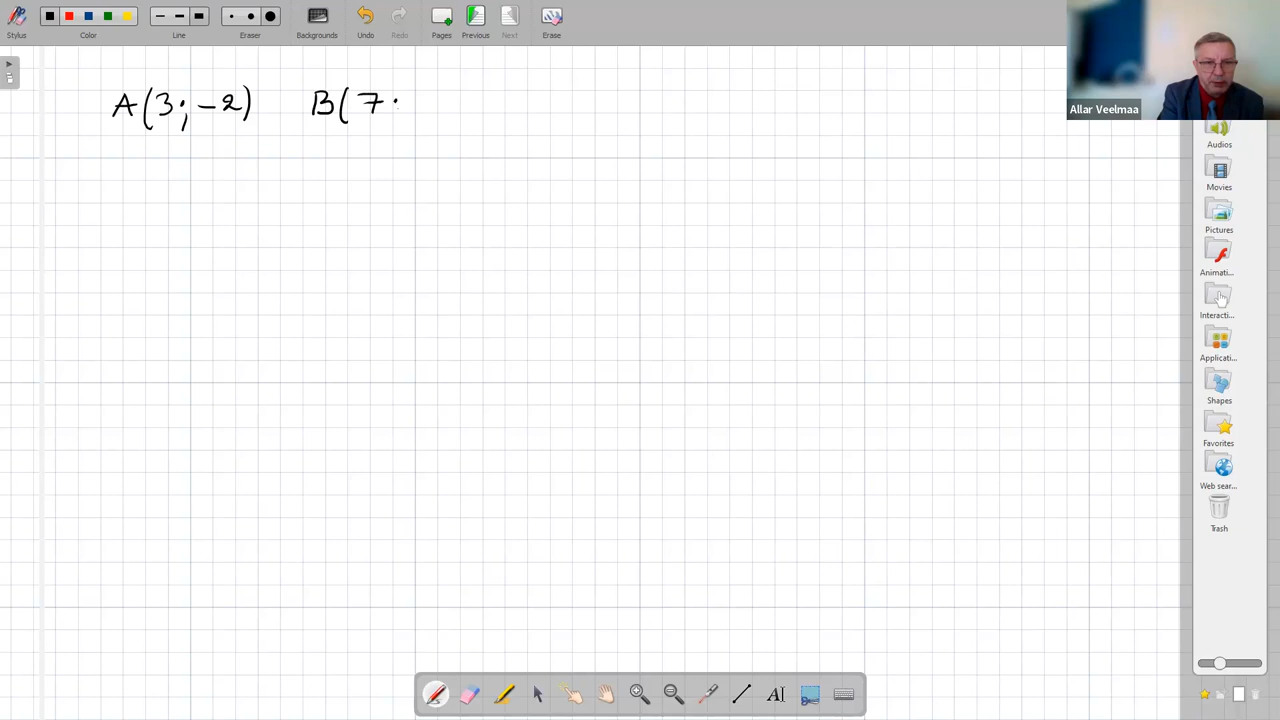 Stylus
Color
Line
Eraser
Backgrounds
Undo
Redo
Pages
Previous
Next
Erase
A(3;-2) B(7.
Allar Veelmaa
Audios
Movies
Pictures
Animati...
Interacti...
Applicati...
Shapes
Favorites
Web sear...
Trash